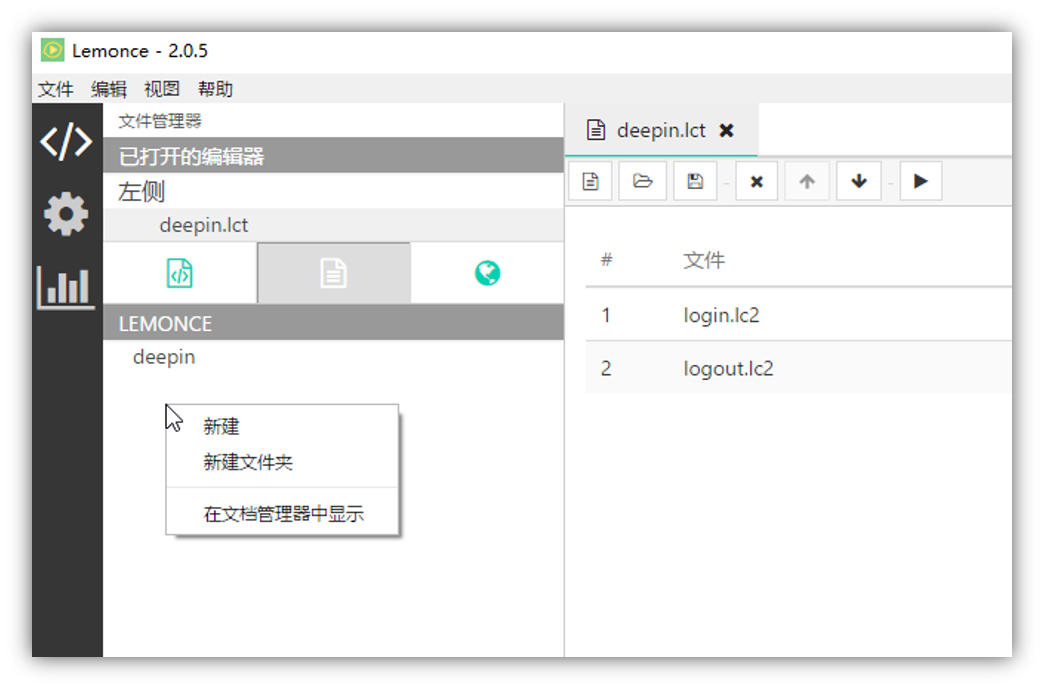 Lemonce - 2.0.5
文件 编辑 视图 帮助
文件管理器
已打开的编辑器
左侧
deepin.lct
LEMONCE
deepin
新建
新建文件夹
在文档管理器中显示
deepin.lct
# 文件
1 login.lc2
2 logout.lc2